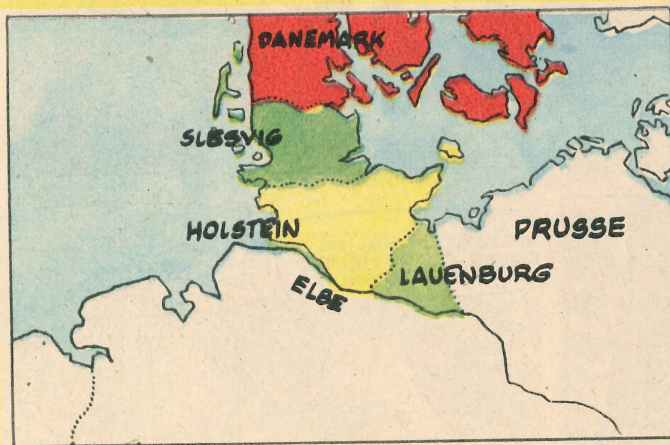 DANEMARK
SLESVIG
HOLSTEIN
PRUSSE
LAUENBURG
ELBE